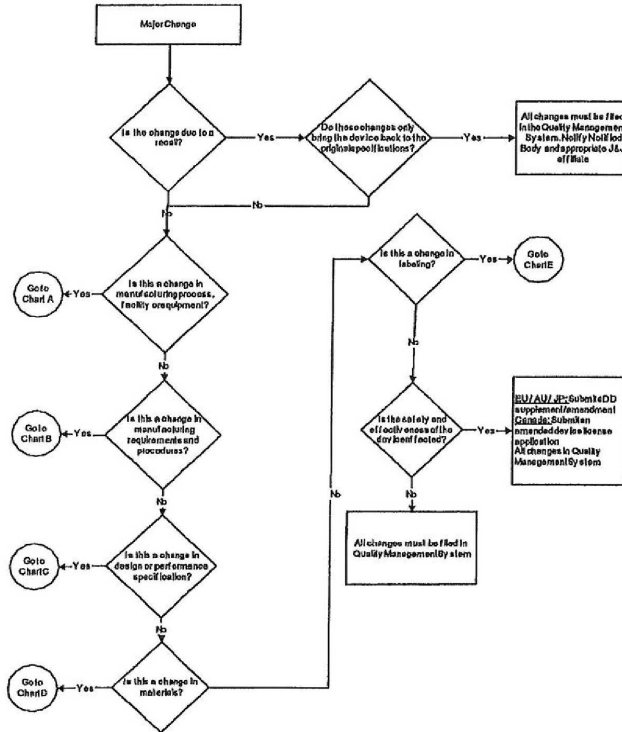 Major Change
Is the change due to a
recall?
Yes
Do those changes only
bring the device back to the
original specifications?
Yes
All changes must be filed
in the Quality Management
System. Notify Notified
Body and appropriate J&J
affiliate
No
No
Is this a change in
manufacturing process,
facility or equipment?
Yes
Go to
Chart A
No
Is this a change in
manufacturing
requirements and
procedures?
Yes
Go to
Chart B
No
Is this a change in
design or performance
specification?
Yes
Go to
Chart C
No
Is this a change in
materials?
Yes
Go to
Chart D
No
Is this a change in
labeling?
Yes
Go to
Chart E
No
Is the safety and
effectiveness of the
device affected?
Yes
EU / AU / JP: Submit a DD
supplement/amendment
Canada: Submit an
amended device license
application
All changes in Quality
Management System
No
All changes must be filed in
Quality Management System